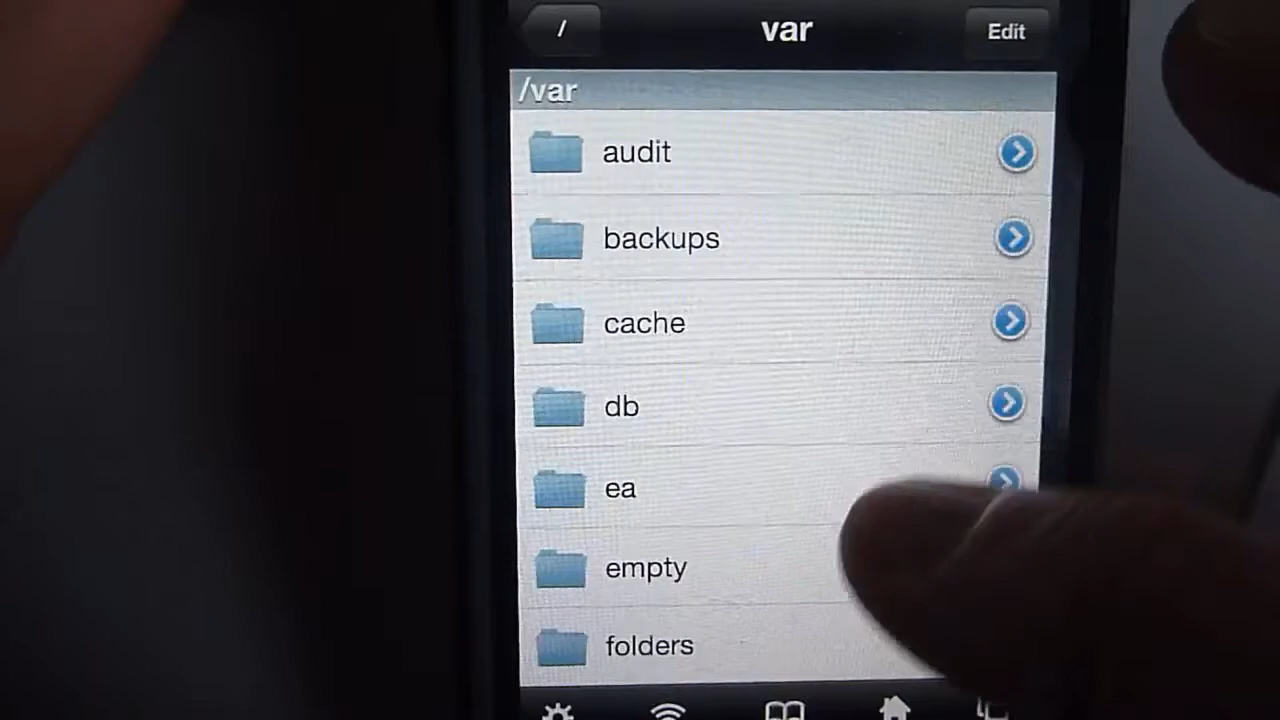 /
var
Edit
/var
audit
backups
cache
db
ea
empty
folders